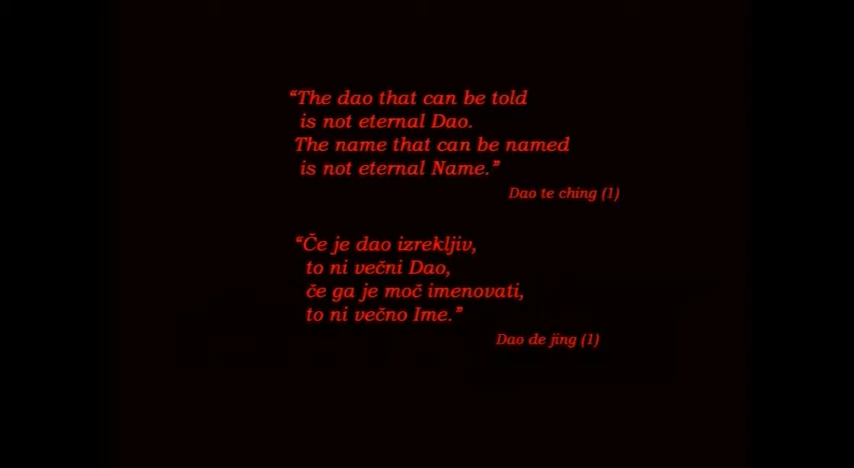 “The dao that can be told
is not eternal Dao.
The name that can be named
is not eternal Name.”
Dao te ching (1)
“Če je dao izrekljiv,
to ni večni Dao,
če ga je moč imenovati,
to ni večno Ime.”
Dao de jing (1)